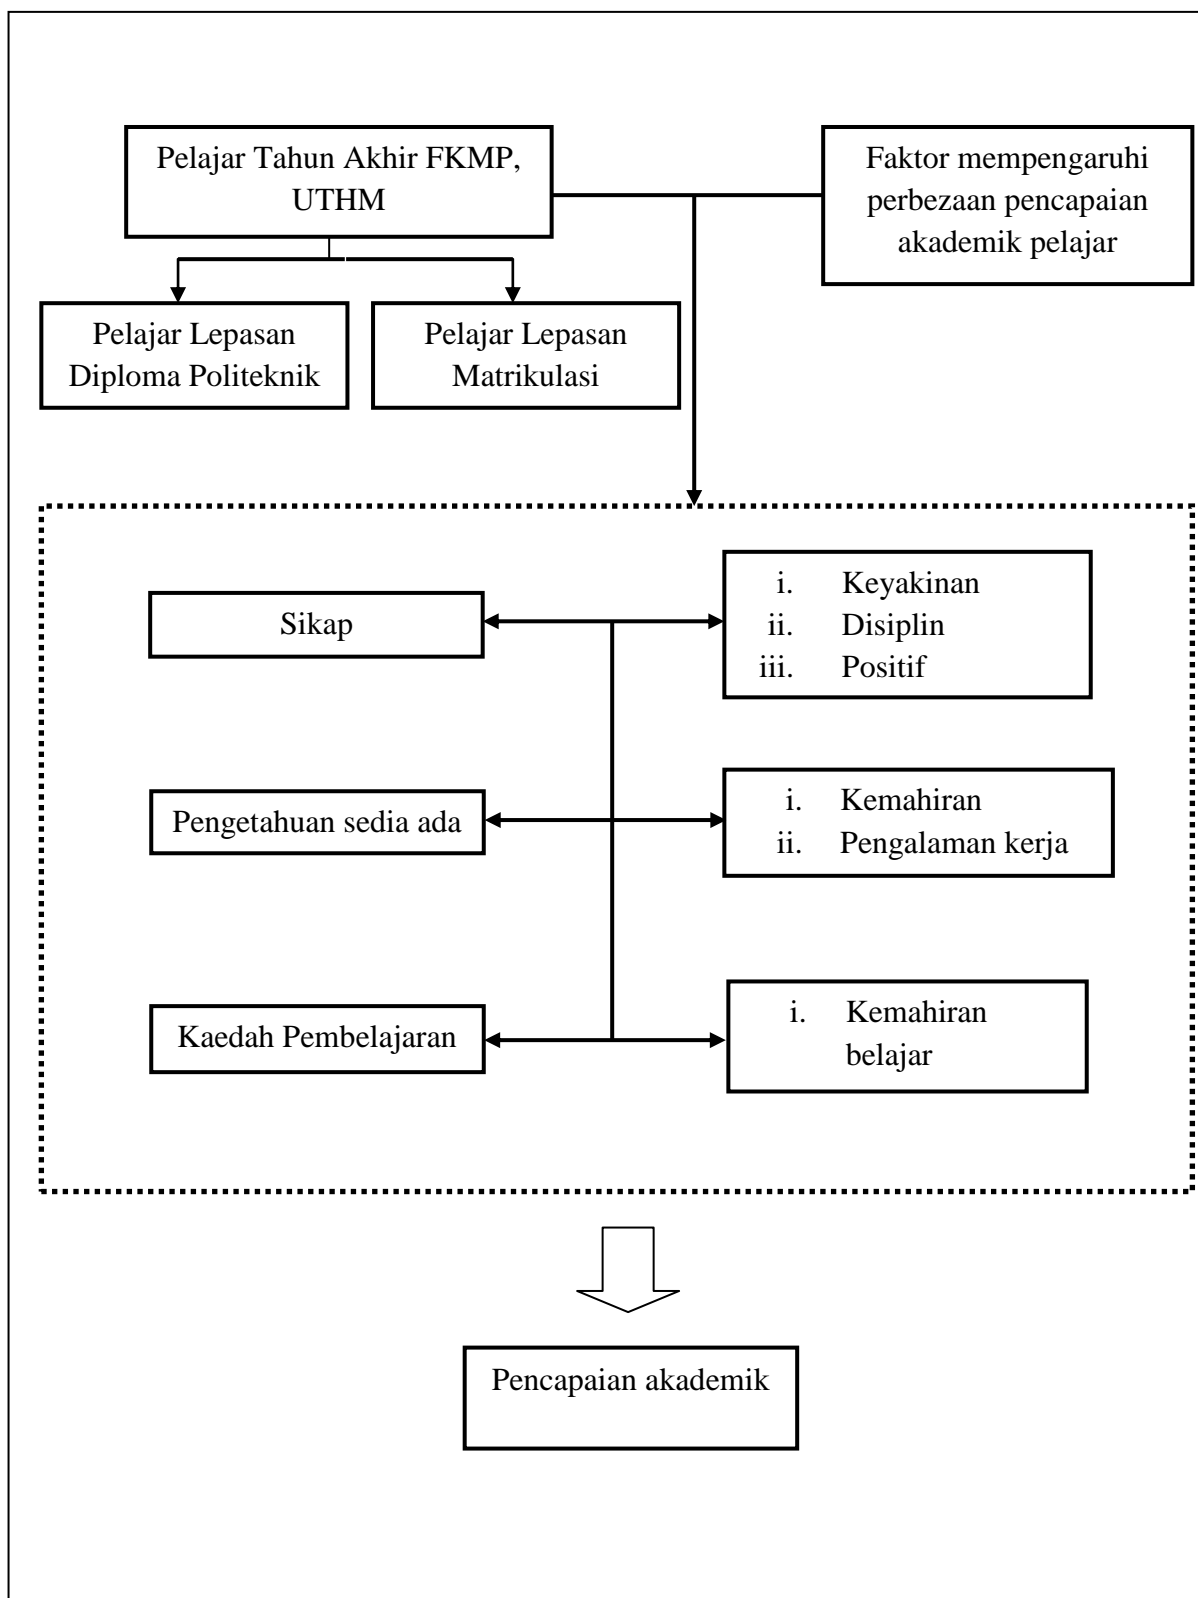 Pelajar Tahun Akhir FKMP,
UTHM
Faktor mempengaruhi
perbezaan pencapaian
akademik pelajar
Pelajar Lepasan
Diploma Politeknik
Pelajar Lepasan
Matrikulasi
Sikap
i. Keyakinan
ii. Disiplin
iii. Positif
Pengetahuan sedia ada
i. Kemahiran
ii. Pengalaman kerja
Kaedah Pembelajaran
i. Kemahiran
belajar
Pencapaian akademik